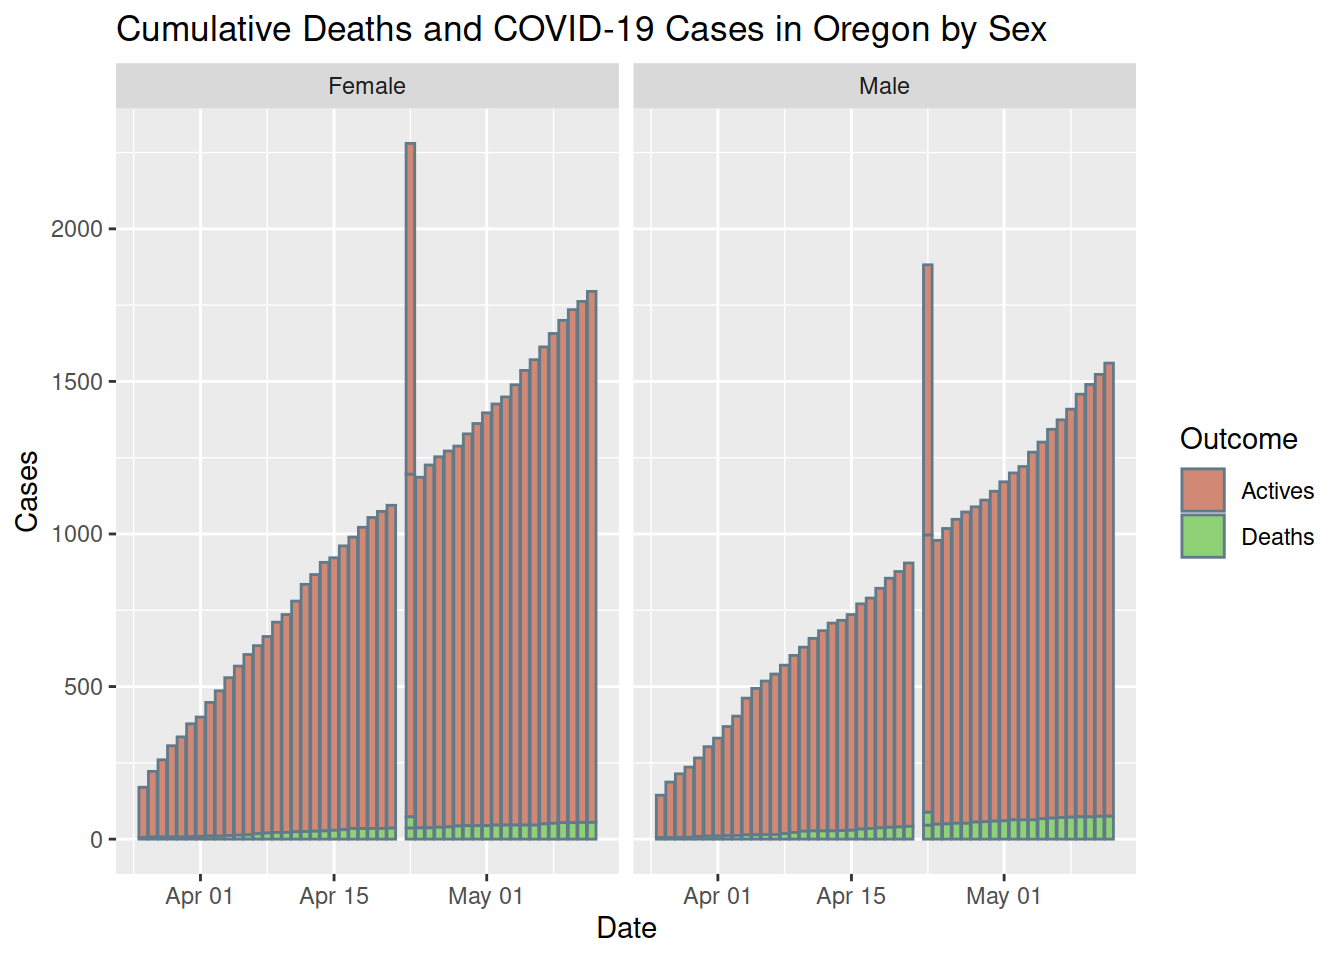 Cumulative Deaths and COVID-19 Cases in Oregon by Sex
Female
Male
Cases
2000
1500
1000
500
0
Apr 01
Apr 15
May 01
Apr 01
Apr 15
May 01
Date
Outcome
Actives
Deaths